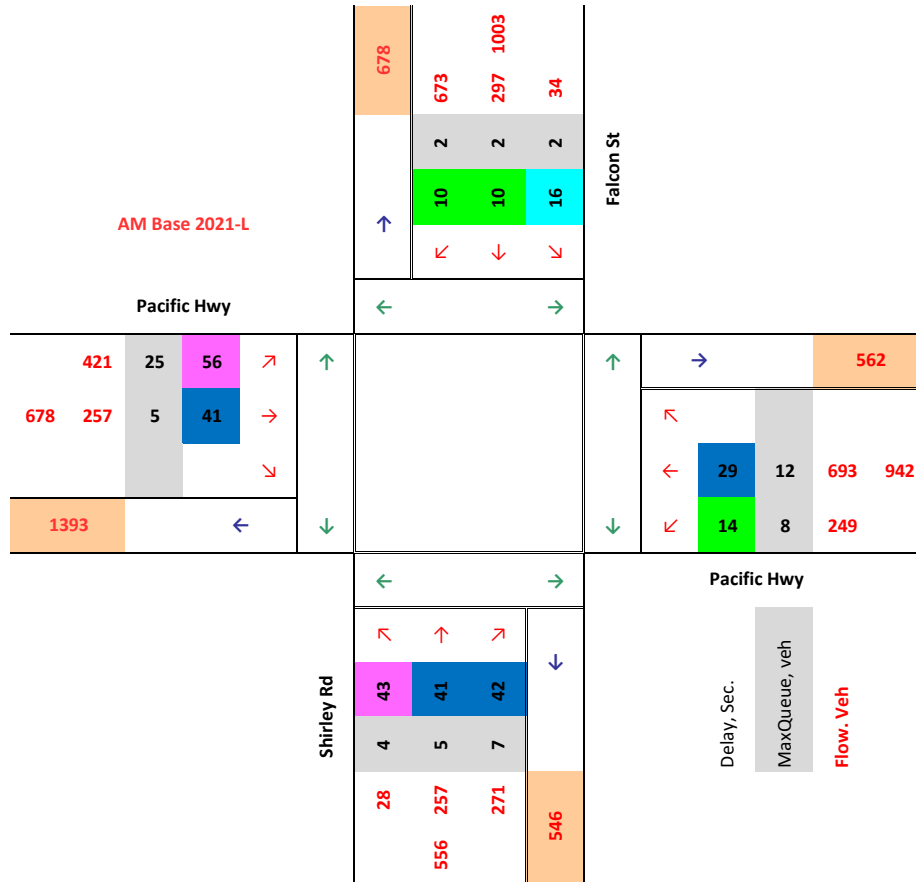 678
673
297 1003
34
2
2
2
Falcon St
10
10
16
AM Base 2021-L
↑
↙
↓
↘
Pacific Hwy
← →
421 25 56 ↗ ↑ ↑ → 562
678 257 5 41 → ↖
↘ ← 29 12 693 942
1393 ← ↓ ↓ ↙ 14 8 249
← →
Pacific Hwy
↖ ↑ ↗ ↓
Shirley Rd
43
41
42
4
5
7
28
257
271
556
546
Delay, Sec.
MaxQueue, veh
Flow. Veh